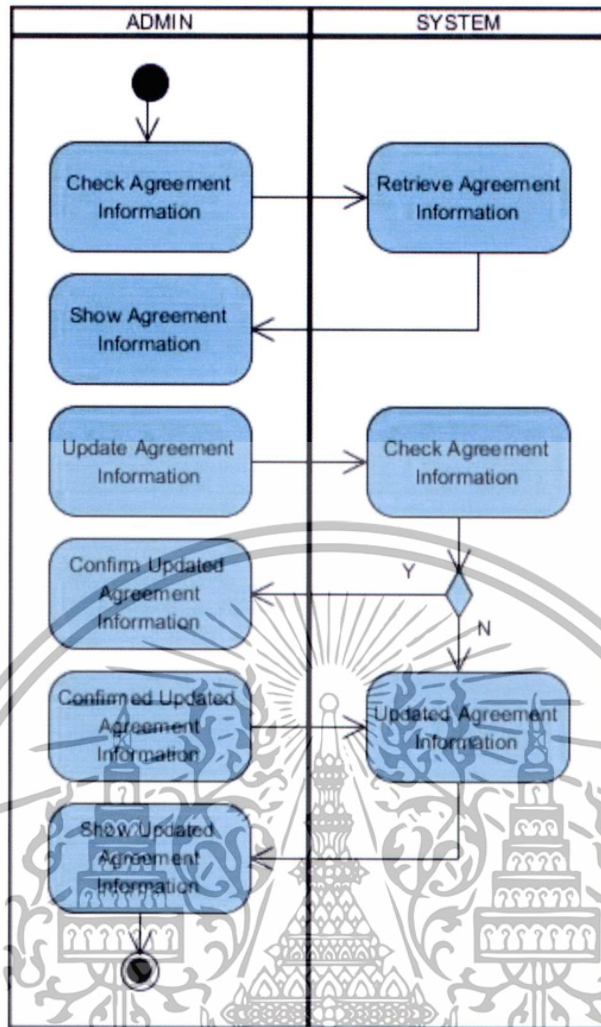 ADMIN
SYSTEM
Check Agreement
Information
Retrieve Agreement
Information
Show Agreement
Information
Update Agreement
Information
Check Agreement
Information
Confirm Updated
Agreement
Information
Y
N
Confirmed Updated
Agreement
Information
Updated Agreement
Information
Show Updated
Agreement
Information